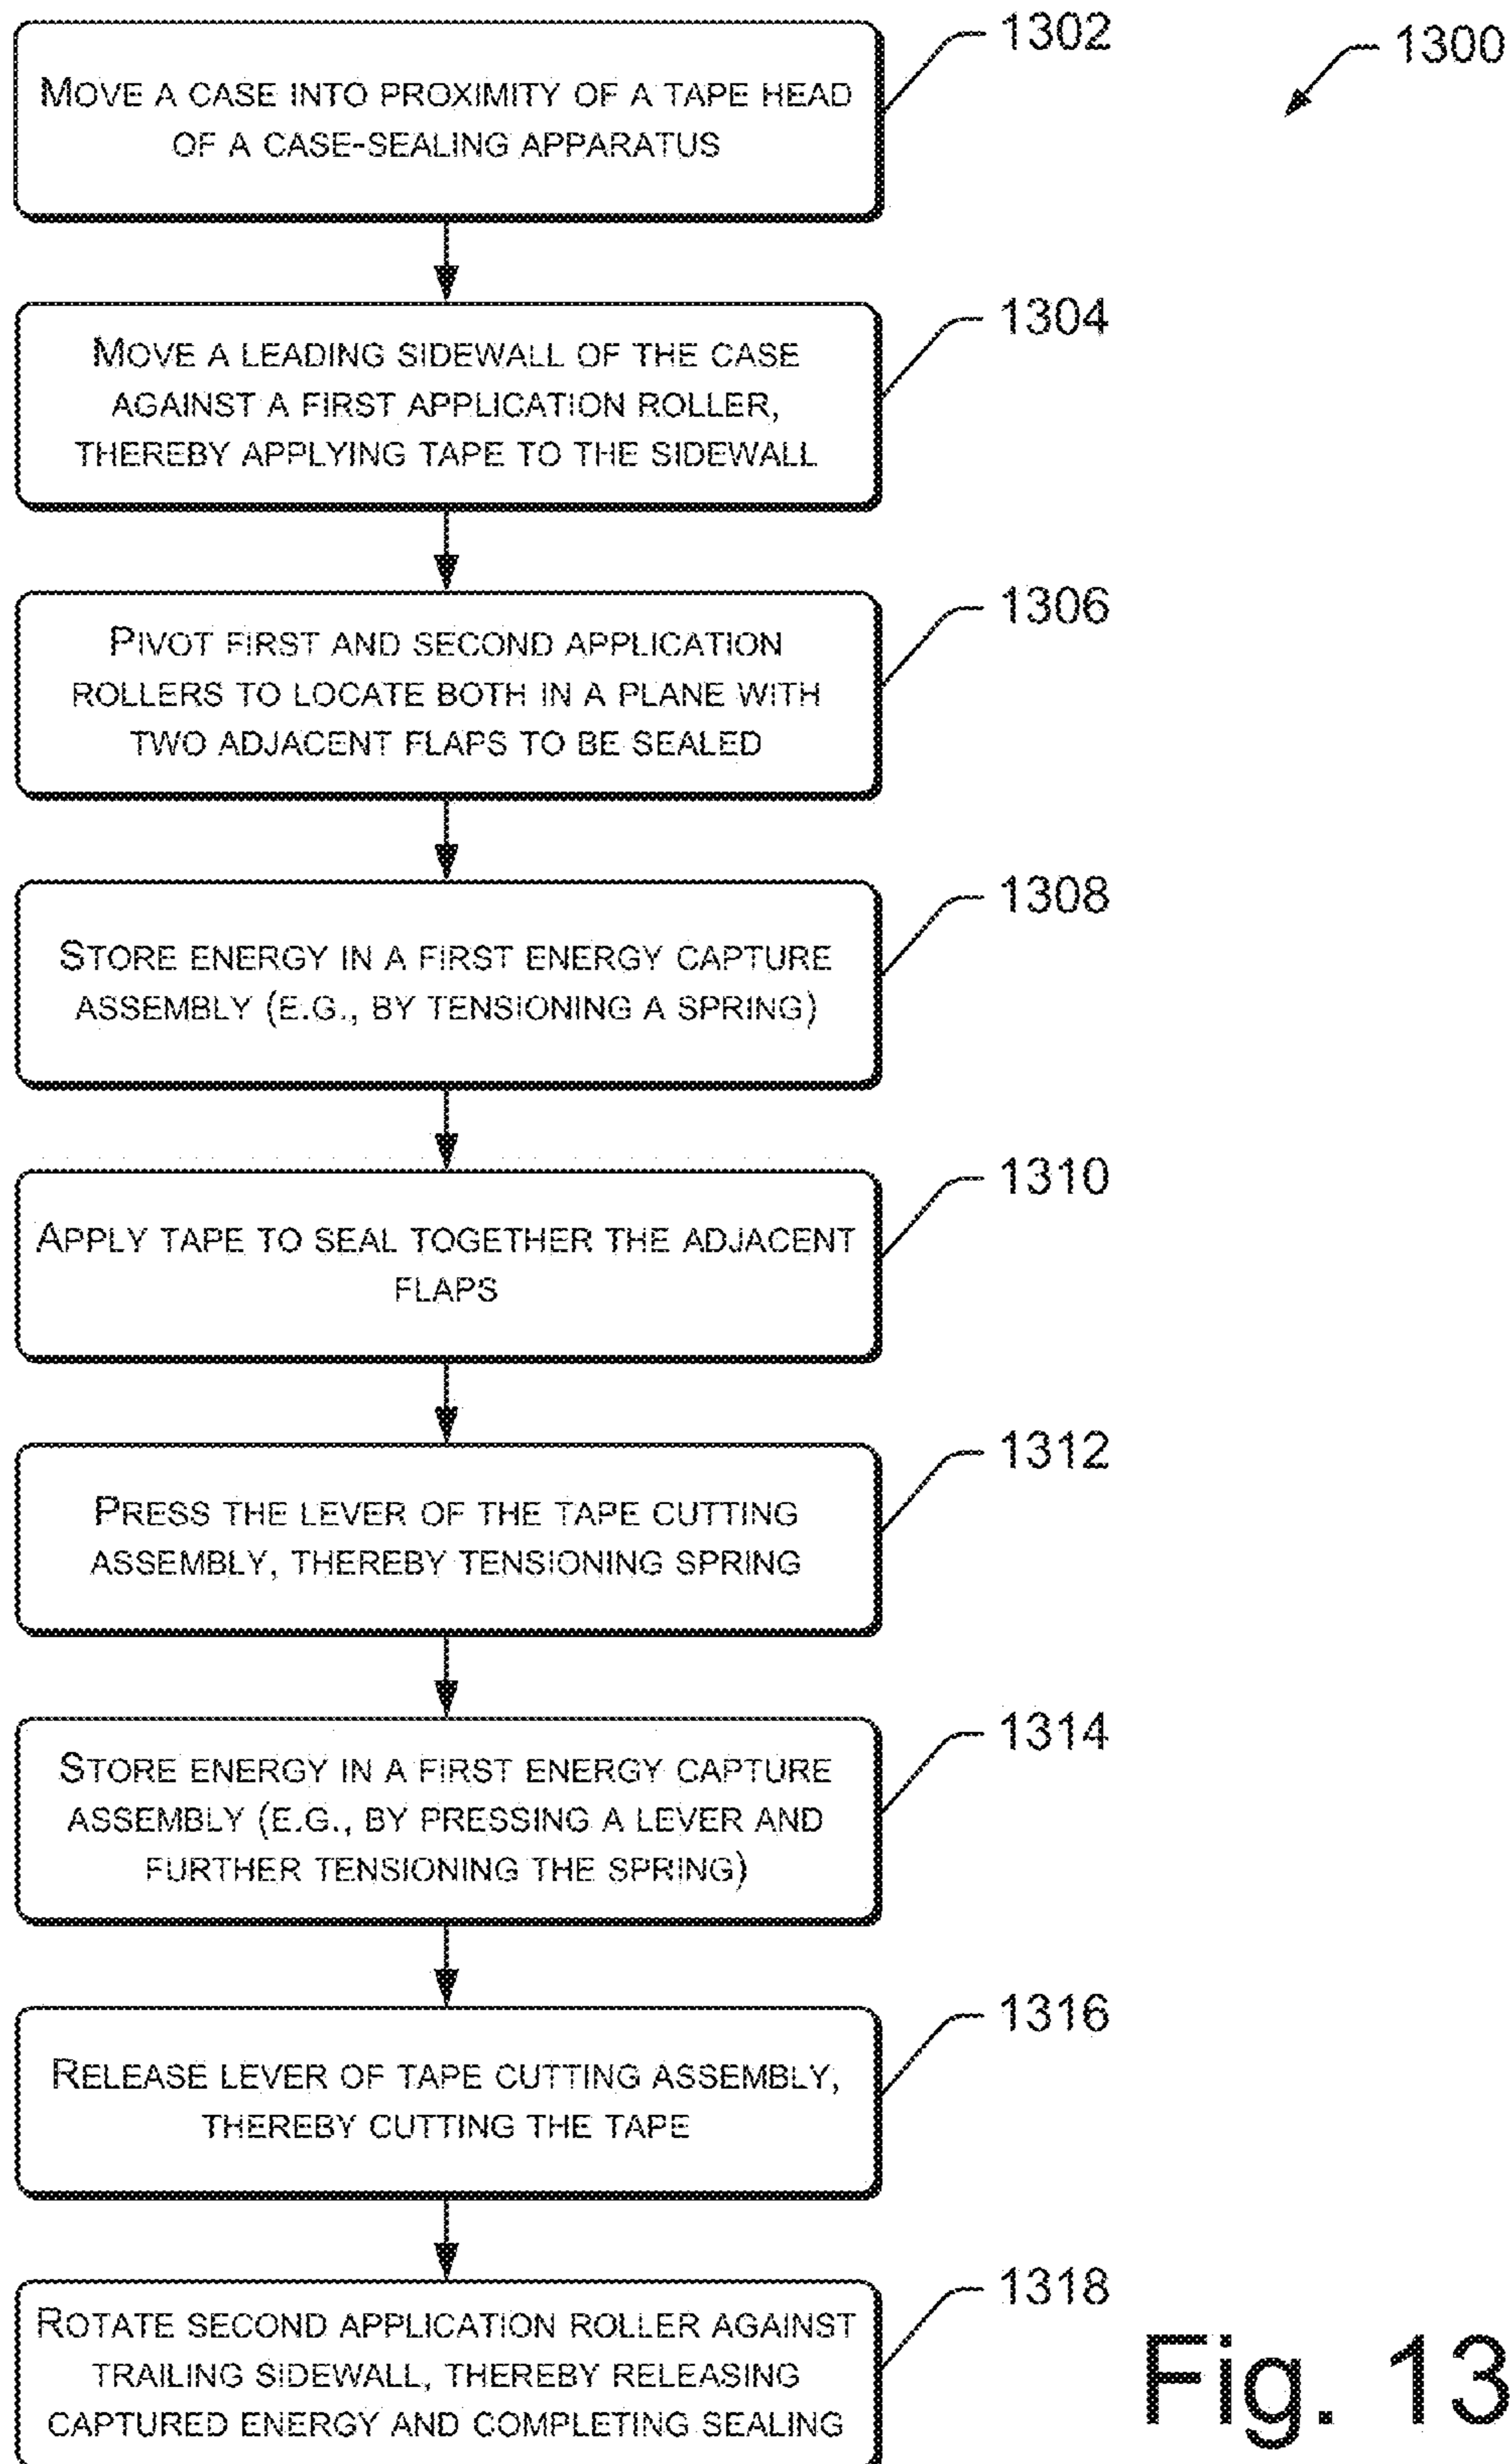 1302
1300
MOVE A CASE INTO PROXIMITY OF A TAPE HEAD
OF A CASE-SEALING APPARATUS
1304
MOVE A LEADING SIDEWALL OF THE CASE
AGAINST A FIRST APPLICATION ROLLER,
THEREBY APPLYING TAPE TO THE SIDEWALL
1306
PIVOT FIRST AND SECOND APPLICATION
ROLLERS TO LOCATE BOTH IN A PLANE WITH
TWO ADJACENT FLAPS TO BE SEALED
1308
STORE ENERGY IN A FIRST ENERGY CAPTURE
ASSEMBLY (E.G., BY TENSIONING A SPRING)
1310
APPLY TAPE TO SEAL TOGETHER THE ADJACENT
FLAPS
1312
PRESS THE LEVER OF THE TAPE CUTTING
ASSEMBLY, THEREBY TENSIONING SPRING
1314
STORE ENERGY IN A FIRST ENERGY CAPTURE
ASSEMBLY (E.G., BY PRESSING A LEVER AND
FURTHER TENSIONING THE SPRING)
1316
RELEASE LEVER OF TAPE CUTTING ASSEMBLY,
THEREBY CUTTING THE TAPE
1318
ROTATE SECOND APPLICATION ROLLER AGAINST
TRAILING SIDEWALL, THEREBY RELEASING
CAPTURED ENERGY AND COMPLETING SEALING
Fig. 13